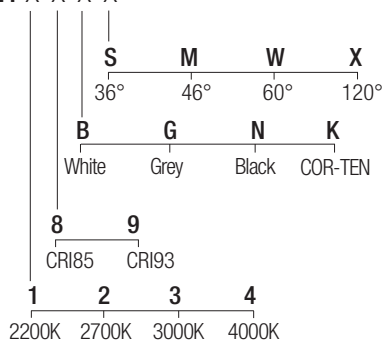 S M W X
36° 46° 60° 120°
B G N K
White Grey Black COR-TEN
8 9
CRI85 CRI93
1 2 3 4
2200K 2700K 3000K 4000K